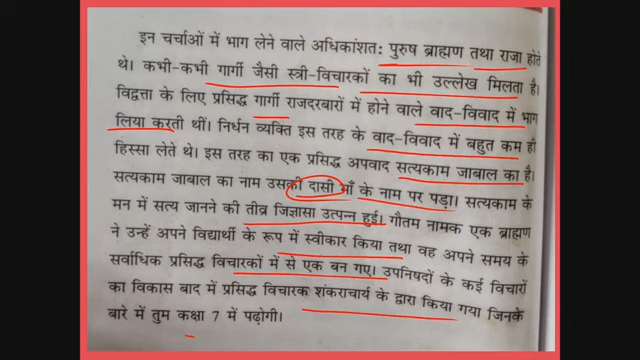 इन चर्चाओं में भाग लेने वाले अधिकांशत: पुरुष ब्राह्मण तथा राजा होते
थे। कभी-कभी गार्गी जैसी स्त्री-विचारकों का भी उल्लेख मिलता है।
विद्वत्ता के लिए प्रसिद्ध गार्गी राजदरबारों में होने वाले वाद-विवाद में भाग
लिया करती थीं। निर्धन व्यक्ति इस तरह के वाद-विवाद में बहुत कम ही
हिस्सा लेते थे। इस तरह का एक प्रसिद्ध अपवाद सत्यकाम जाबाल का है।
सत्यकाम जाबाल का नाम उसकी दासी माँ के नाम पर पड़ा। सत्यकाम के
मन में सत्य जानने की तीव्र जिज्ञासा उत्पन्न हुई। गौतम नामक एक ब्राह्मण
ने उन्हें अपने विद्यार्थी के रूप में स्वीकार किया तथा वह अपने समय के
सर्वाधिक प्रसिद्ध विचारकों में से एक बन गए। उपनिषदों के कई विचारों
का विकास बाद में प्रसिद्ध विचारक शंकराचार्य के द्वारा किया गया जिनके
बारे में तुम कक्षा 7 में पढ़ोगी।